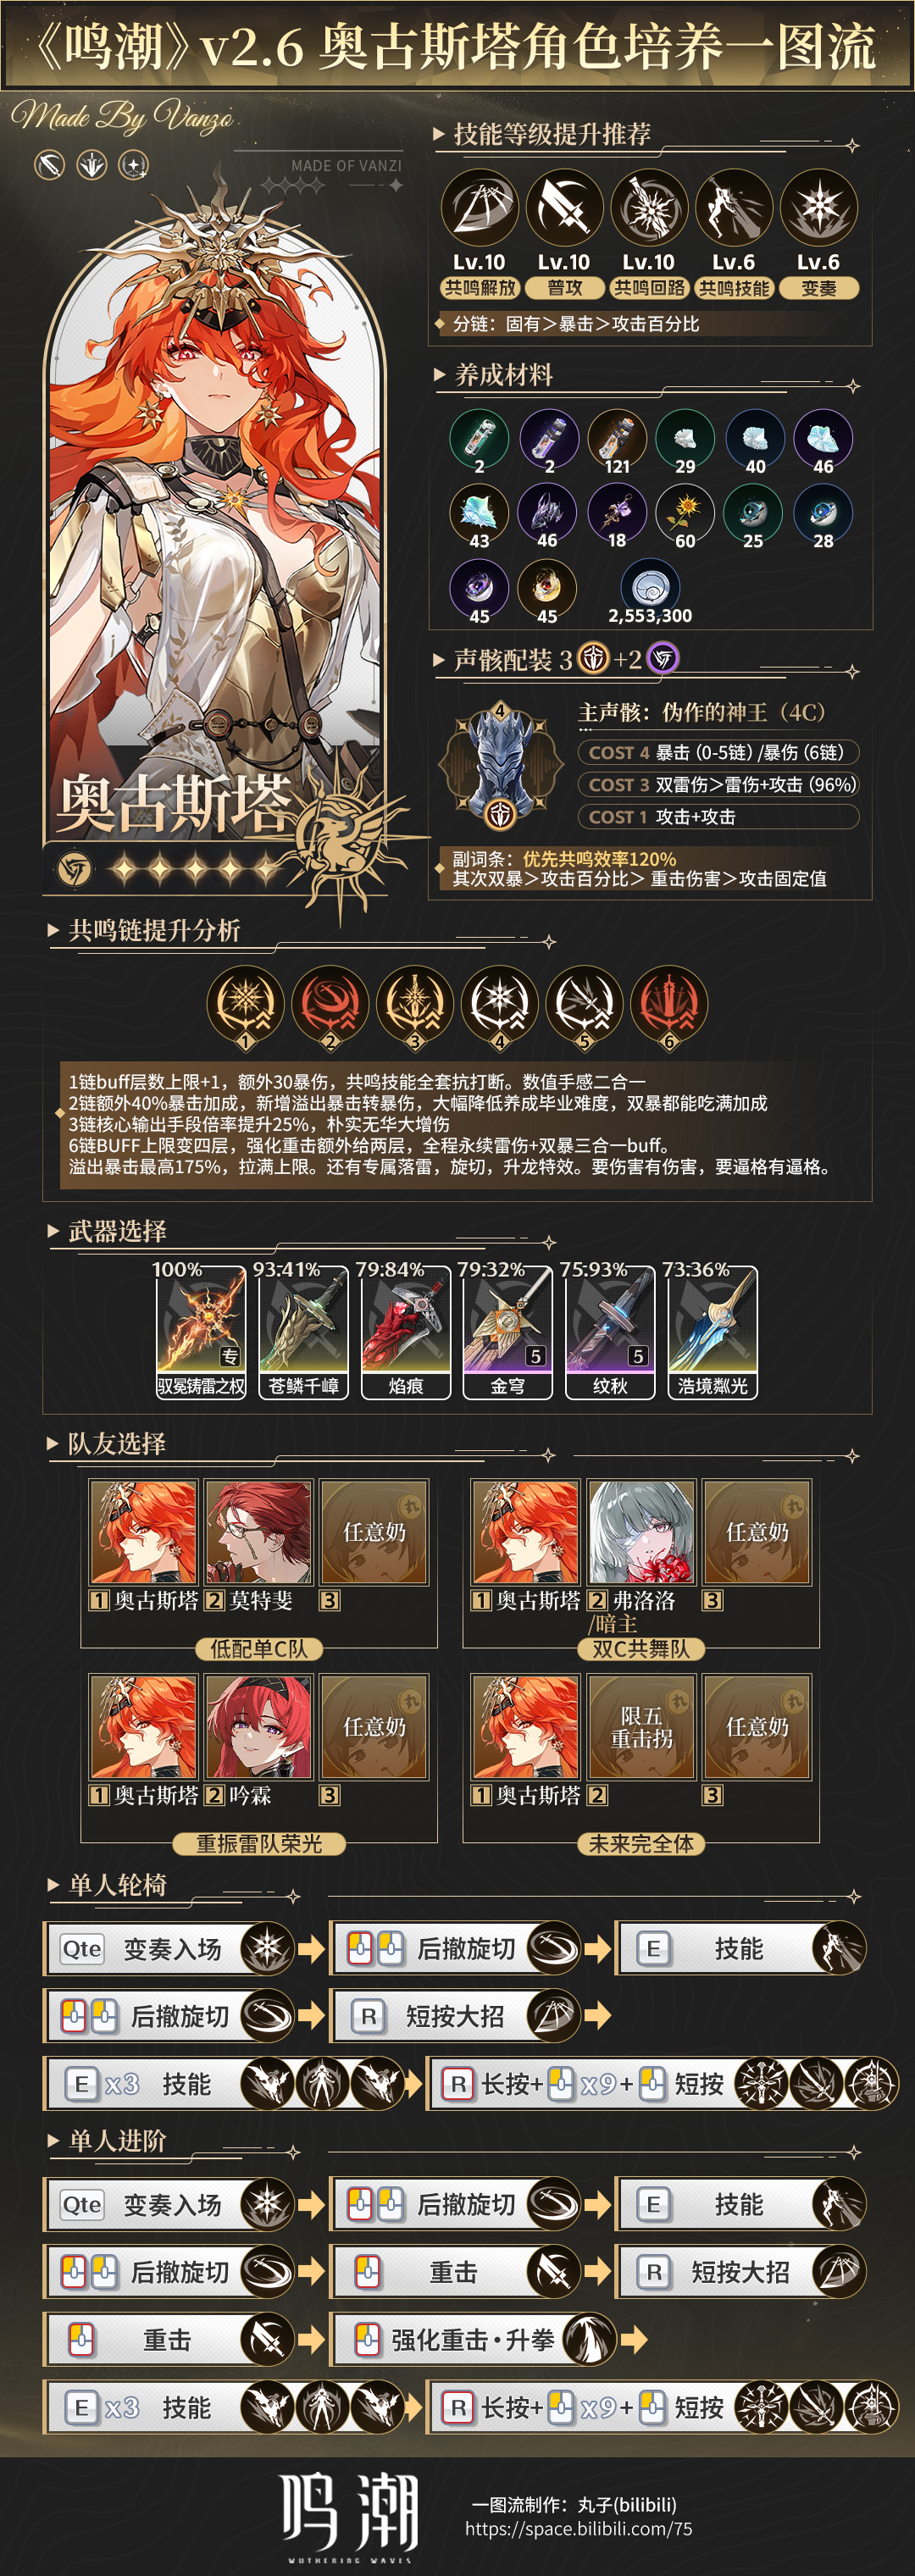 《鸣潮》v2.6 奥古斯塔角色培养一图流
Made By Vanzo
MADE OF VANZI
奥古斯塔
技能等级提升推荐
Lv.10 Lv.10 Lv.10 Lv.6 Lv.6
共鸣解放 普攻 共鸣回路 共鸣技能 变奏
分链：固有＞暴击＞攻击百分比
养成材料
2 2 121 29 40 46
43 46 18 60 25 28
45 45 2,553,300
声骸配装 3 +2
4
主声骸：伪作的神王（4C）
COST 4 暴击（0-5链）/暴伤（6链）
COST 3 双雷伤＞雷伤+攻击（96%）
COST 1 攻击+攻击
副词条：优先共鸣效率120%
其次双暴＞攻击百分比＞ 重击伤害＞攻击固定值
共鸣链提升分析
1 2 3 4 5 6
1链buff层数上限+1，额外30暴伤，共鸣技能全套抗打断。数值手感二合一
2链额外40%暴击加成，新增溢出暴击转暴伤，大幅降低养成毕业难度，双暴都能吃满加成
3链核心输出手段倍率提升25%，朴实无华大增伤
6链BUFF上限变四层，强化重击额外给两层，全程永续雷伤+双暴三合一buff。
溢出暴击最高175%，拉满上限。还有专属落雷，旋切，升龙特效。要伤害有伤害，要逼格有逼格。
武器选择
100% 93.41% 79.84% 79.32% 75.93% 73.36%
专 5 5
驭冕铸雷之权 苍鳞千嶂 焰痕 金穹 纹秋 浩境粼光
队友选择
任意奶
丸
1 奥古斯塔 2 莫特斐 3
低配单C队
任意奶
丸
1 奥古斯塔 2 弗洛洛 3
/暗主
双C共舞队
任意奶
丸
1 奥古斯塔 2 吟霖 3
重振雷队荣光
限五
重击拐
丸
任意奶
丸
1 奥古斯塔 2 3
未来完全体
单人轮椅
Qte 变奏入场 后撤旋切 E 技能
后撤旋切 R 短按大招
E x3 技能 R 长按+ x9 + 短按
单人进阶
Qte 变奏入场 后撤旋切 E 技能
后撤旋切 重击 R 短按大招
重击 强化重击·升拳
E x3 技能 R 长按+ x9 + 短按
鸣潮
WUTHERING WAVES
一图流制作：丸子(bilibili)
https://space.bilibili.com/75